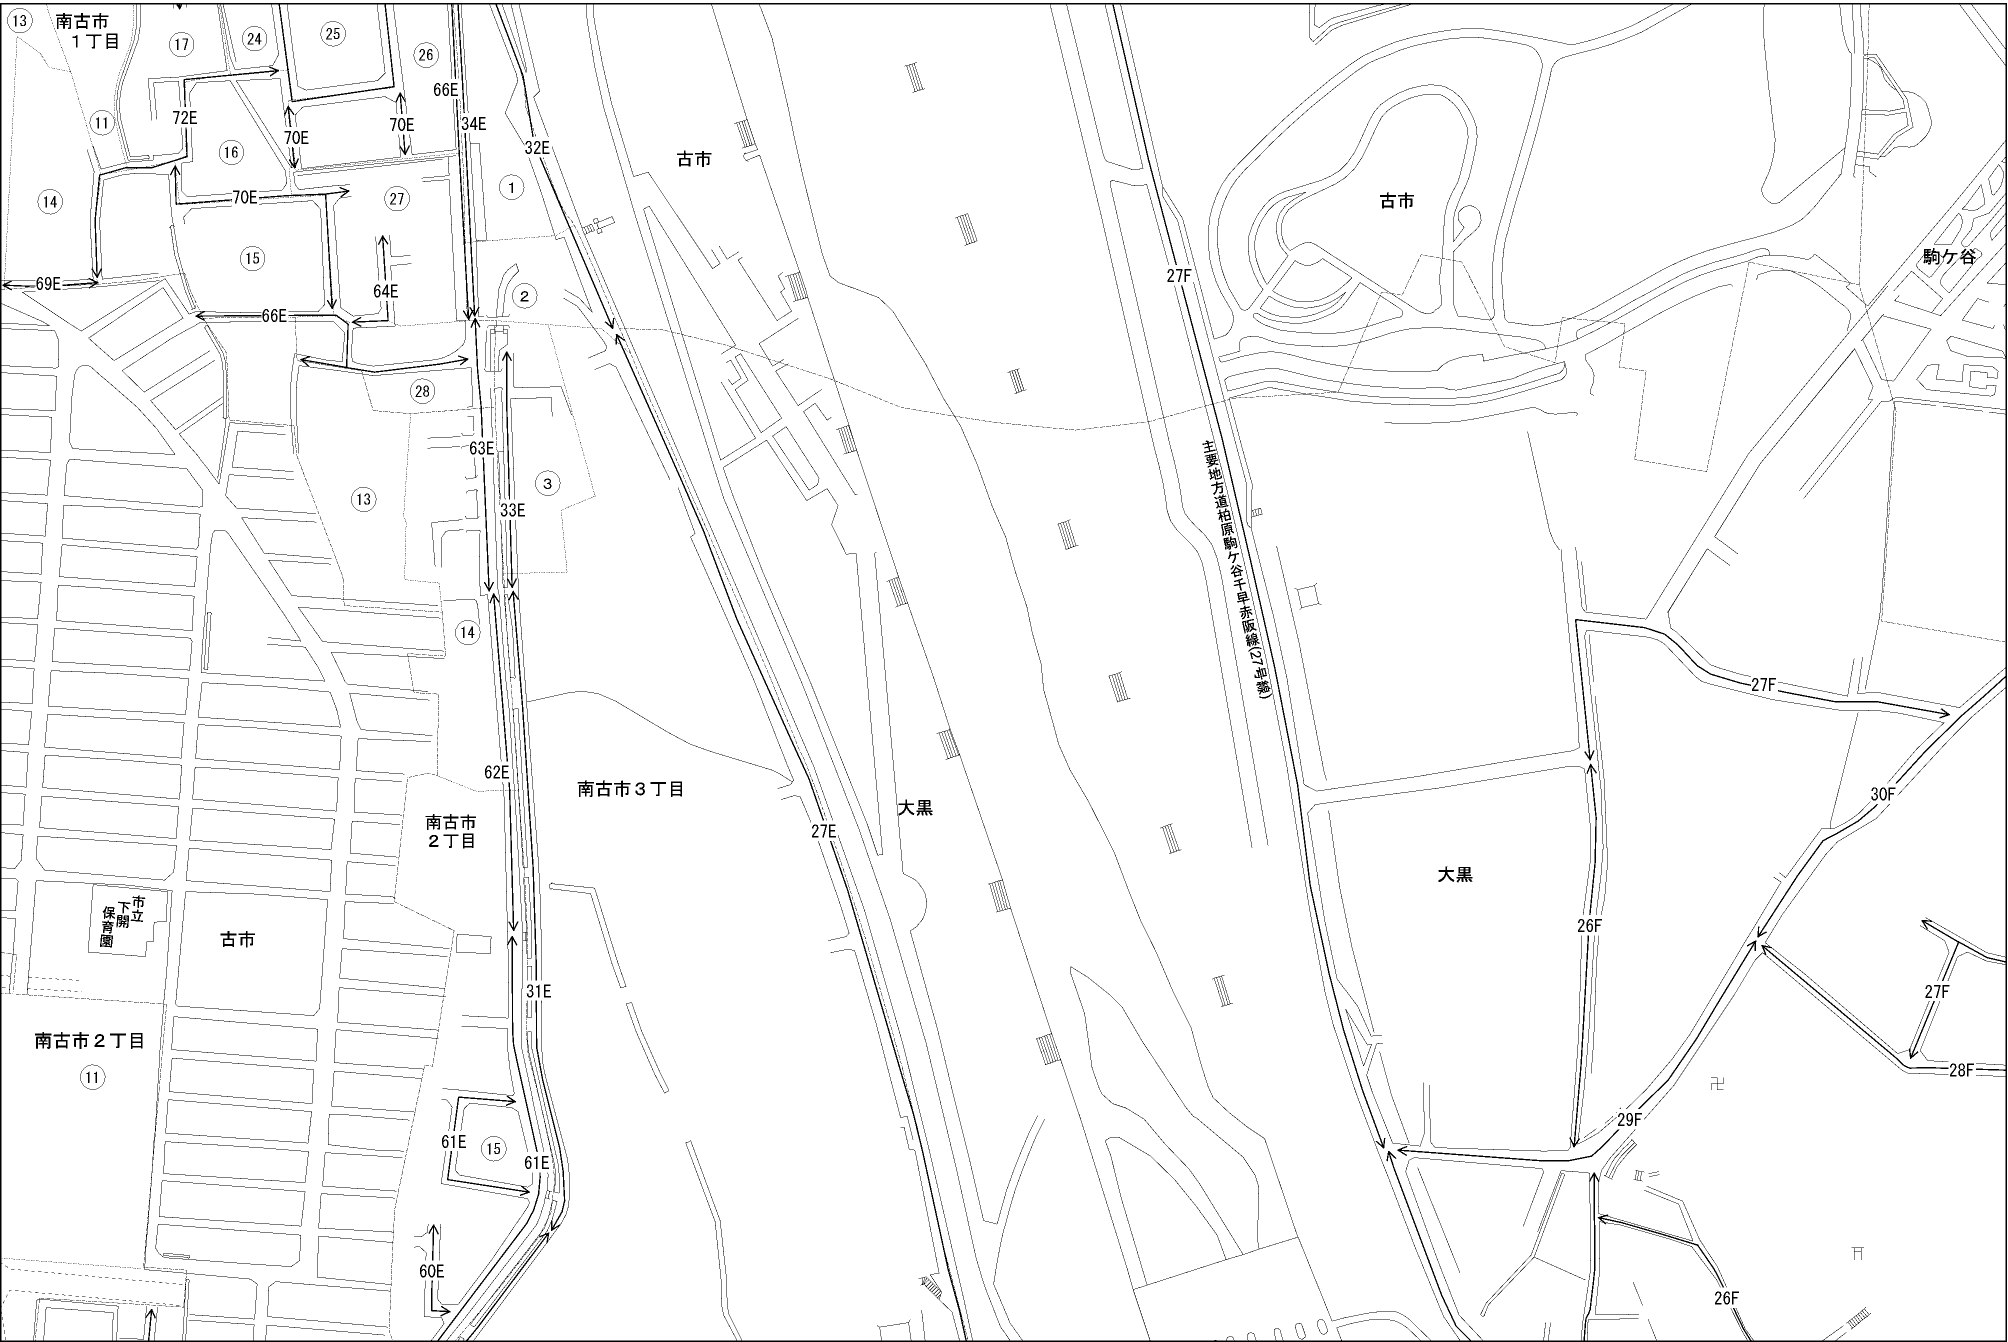 13
南古市
1丁目
17
24
25
26
66E
34E
72E
11
70E
70E
16
32E
古市
1
14
70E
27
古市
15
駒ケ谷
27F
69E
64E
2
66E
28
63E
主要地方道柏原駒ケ谷千早赤阪線(27号線)
3
13
33E
14
27F
62E
南古市3丁目
30F
大黒
南古市
2丁目
27E
大黒
市立
下開
保育園
26F
古市
31E
27F
南古市2丁目
28F
11
卍
29F
61E
15
61E
60E
26F